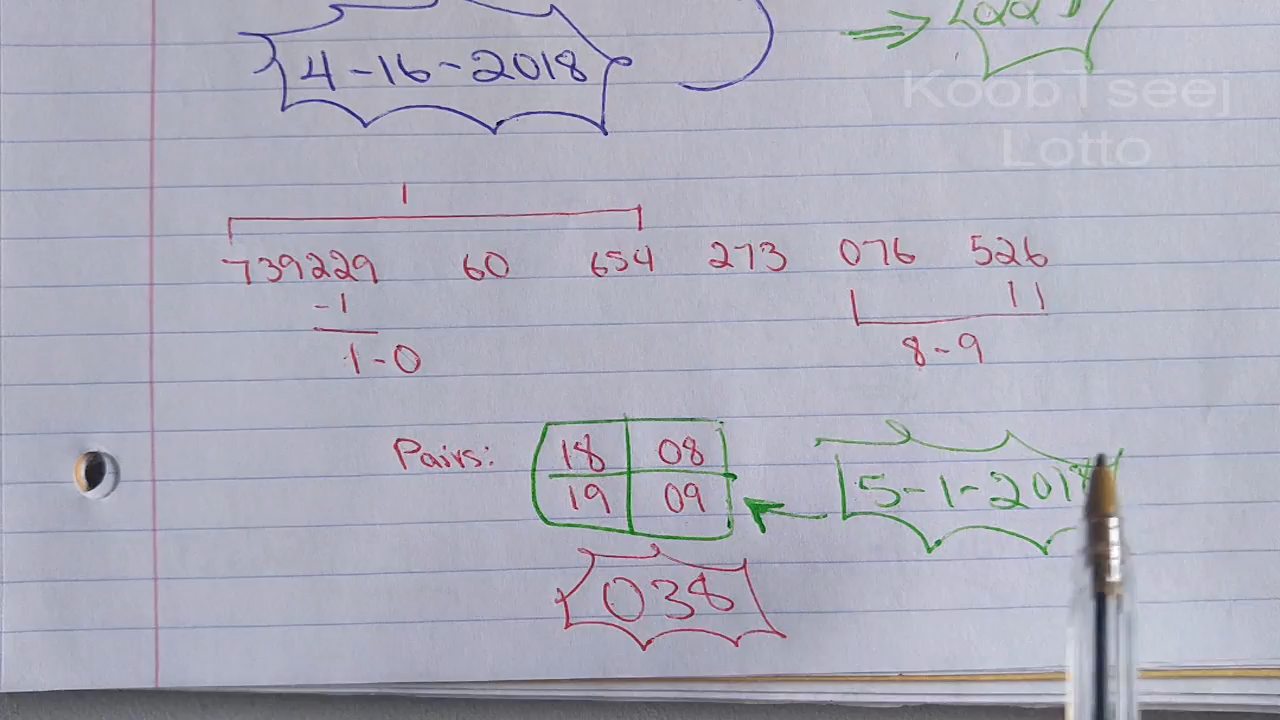 4-16-2018
Koob Tseej
Lotto
1
739229 60 654 273 076 526
-1 11
1-0 8-9
Pairs: 18 08
19 09
5-1-2018
038